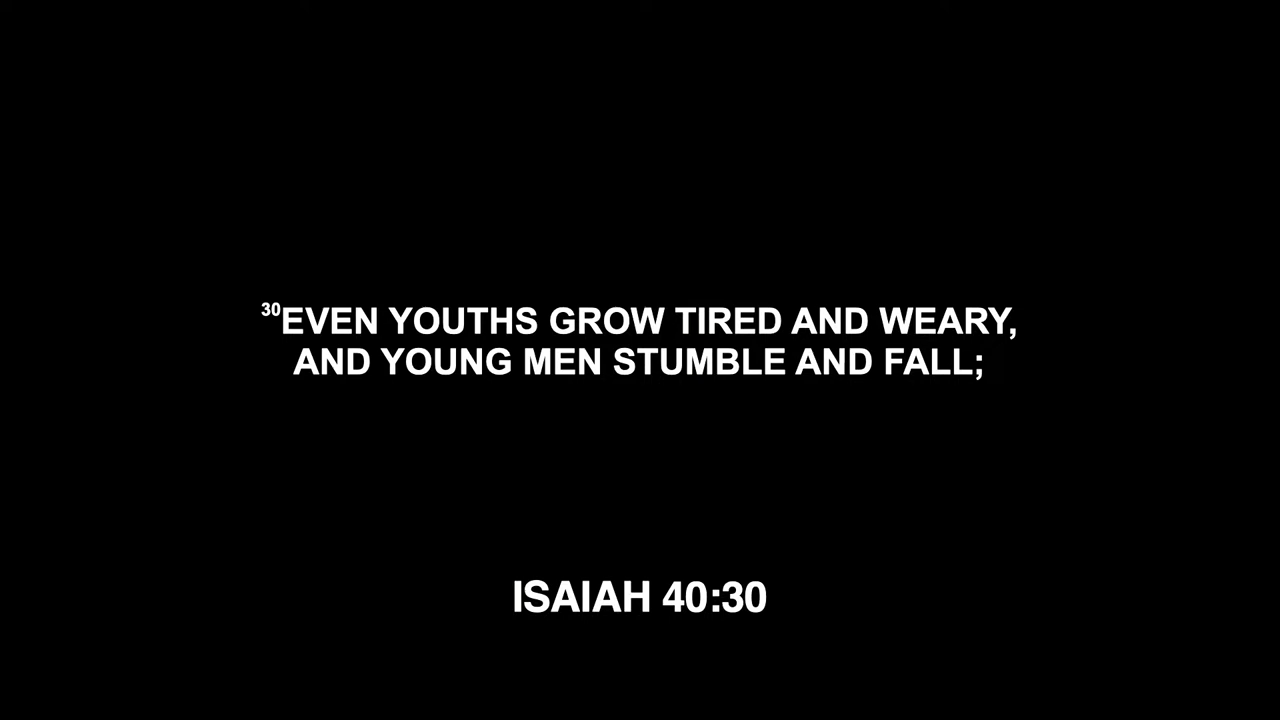 30EVEN YOUTHS GROW TIRED AND WEARY,
AND YOUNG MEN STUMBLE AND FALL;
ISAIAH 40:30